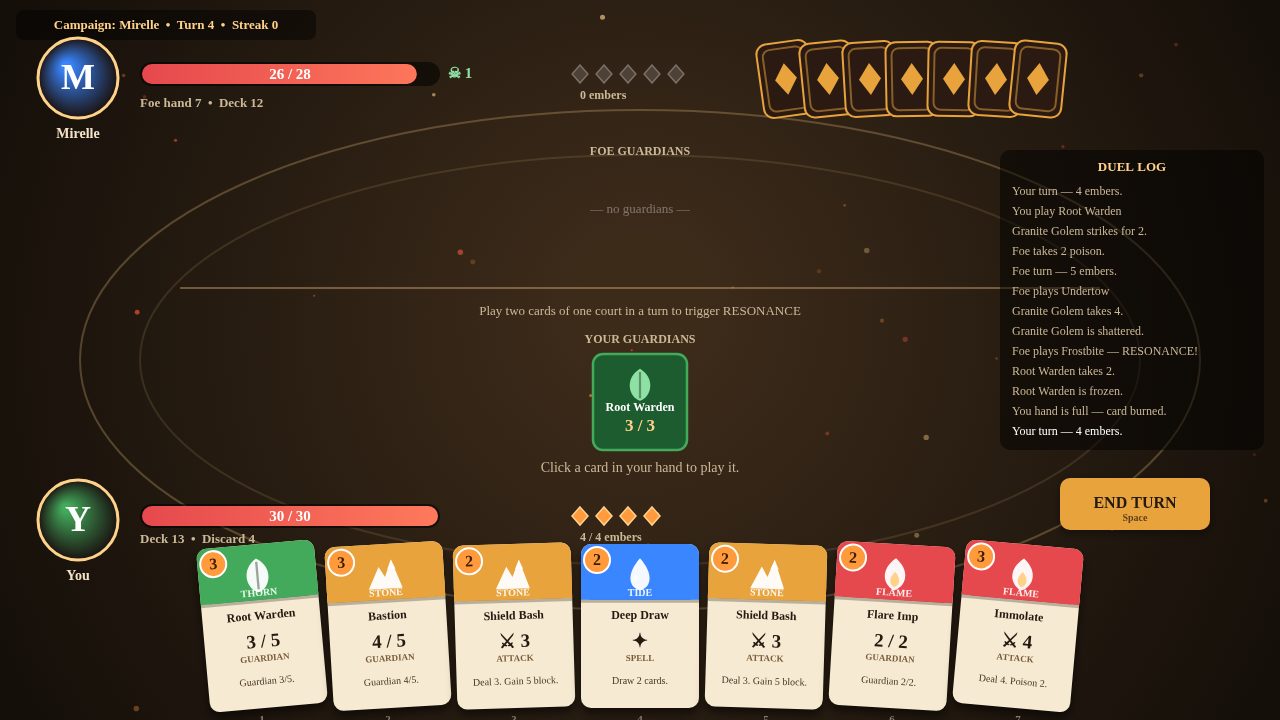 Campaign: Mirelle • Turn 4 • Streak 0
M
26 / 28
☠ 1
Foe hand 7 • Deck 12
0 embers
Mirelle
FOE GUARDIANS
— no guardians —
DUEL LOG
Your turn — 4 embers.
You play Root Warden
Granite Golem strikes for 2.
Foe takes 2 poison.
Foe turn — 5 embers.
Foe plays Undertow
Granite Golem takes 4.
Granite Golem is shattered.
Foe plays Frostbite — RESONANCE!
Root Warden takes 2.
Root Warden is frozen.
You hand is full — card burned.
Your turn — 4 embers.
Play two cards of one court in a turn to trigger RESONANCE
YOUR GUARDIANS
Root Warden
3 / 3
Click a card in your hand to play it.
END TURN
Space
Y
30 / 30
Deck 13 • Discard 4
4 / 4 embers
You
3
THORN
Root Warden
3 / 5
GUARDIAN
Guardian 3/5.
1
3
STONE
Bastion
4 / 5
GUARDIAN
Guardian 4/5.
2
2
STONE
Shield Bash
⚔ 3
ATTACK
Deal 3. Gain 5 block.
3
2
TIDE
Deep Draw
✦
SPELL
Draw 2 cards.
4
2
STONE
Shield Bash
⚔ 3
ATTACK
Deal 3. Gain 5 block.
5
2
FLAME
Flare Imp
2 / 2
GUARDIAN
Guardian 2/2.
6
3
FLAME
Immolate
⚔ 4
ATTACK
Deal 4. Poison 2.
7